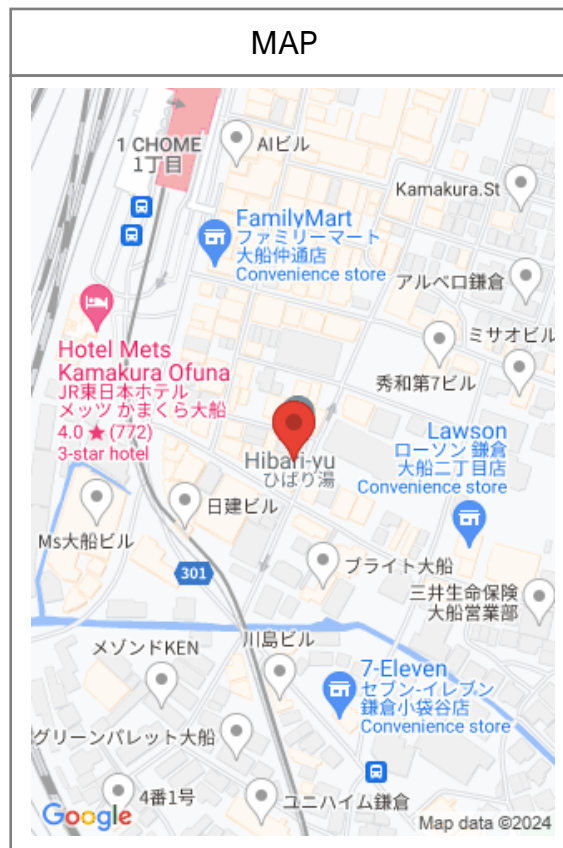 MAP
1 CHOME
1丁目
AIビル
Kamakura.St
FamilyMart
ファミリーマート
大船仲通店
Convenience store
アルベロ鎌倉
ミサオビル
Hotel Mets
Kamakura Ofuna
JR東日本ホテル
メッツ かまくら大船
4.0 ★ (772)
3-star hotel
秀和第7ビル
Lawson
ローソン 鎌倉
大船二丁目店
Convenience store
Hibari-yu
ひばり湯
日建ビル
Ms大船ビル
301
ブライト大船
三井生命保険
大船営業部
メゾンドKEN
川島ビル
7-Eleven
セブン-イレブン
鎌倉小袋谷店
Convenience store
グリーンパレット大船
4番1号
ユニハイム鎌倉
Google
Map data ©2024